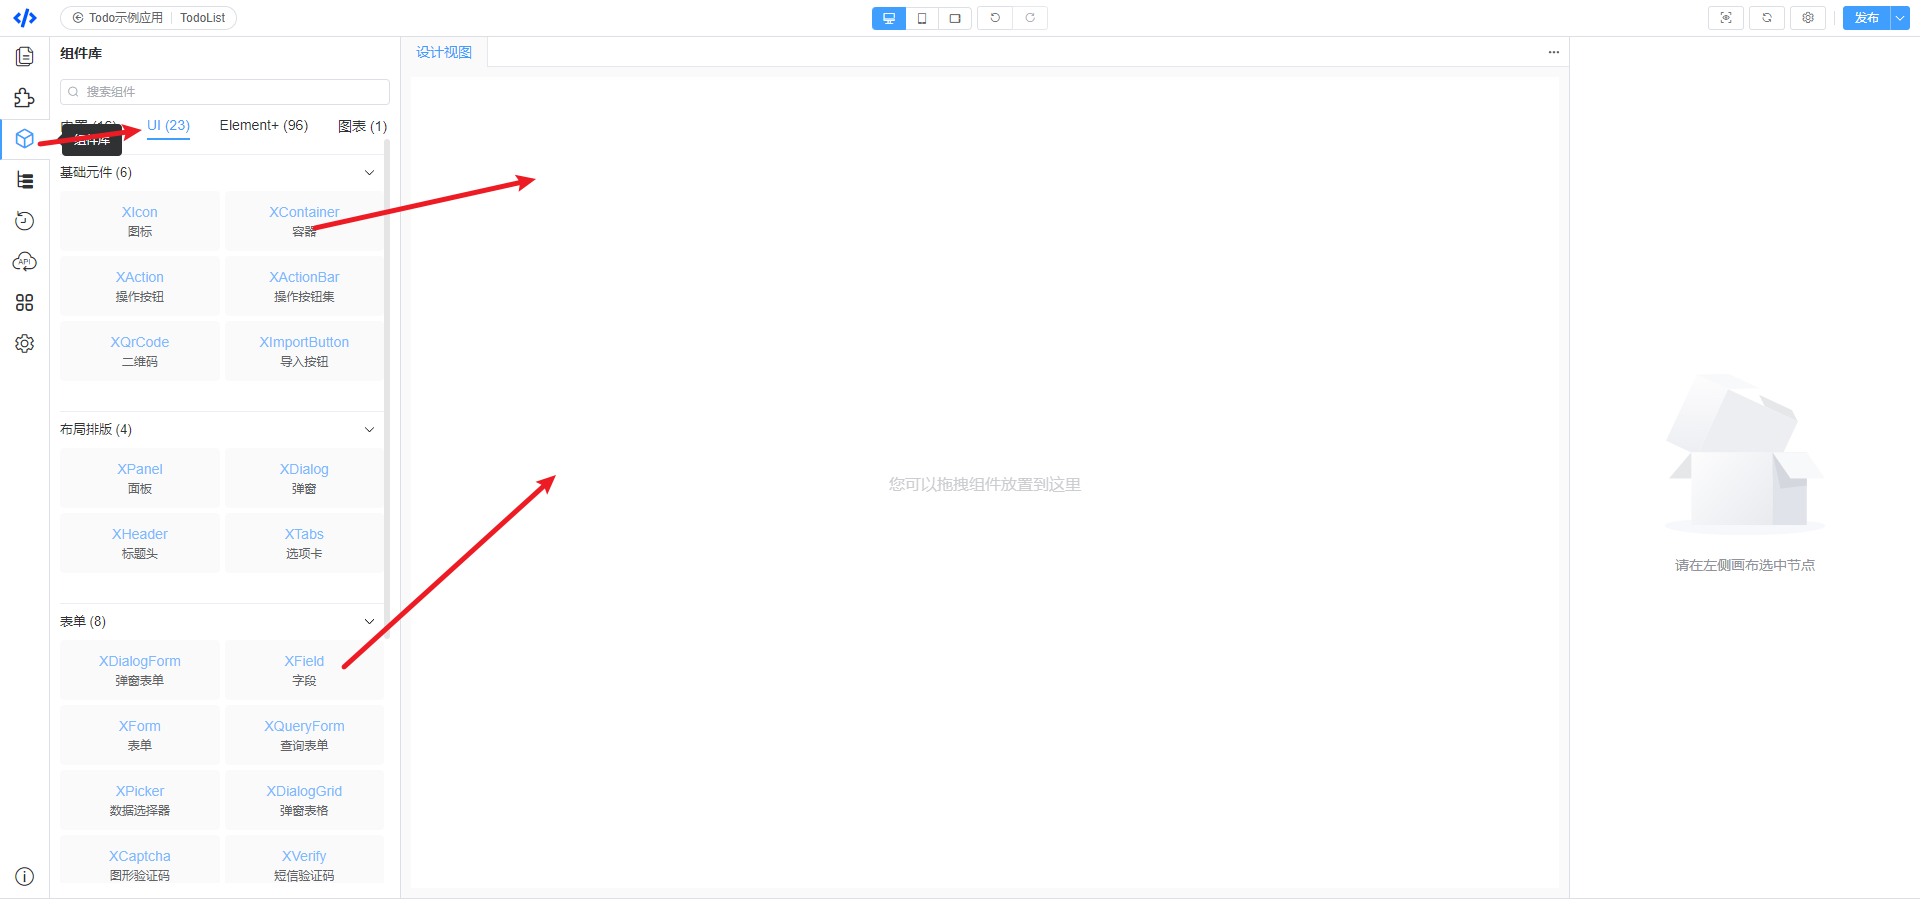 Todo示例应用 TodoList
发布
组件库
搜索组件
UI (23) Element+ (96) 图表 (1)
组件库
基础元件 (6)
XIcon
图标
XContainer
容器
XAction
操作按钮
XActionBar
操作按钮集
XQrCode
二维码
XImportButton
导入按钮
布局排版 (4)
XPanel
面板
XDialog
弹窗
XHeader
标题头
XTabs
选项卡
表单 (8)
XDialogForm
弹窗表单
XField
字段
XForm
表单
XQueryForm
查询表单
XPicker
数据选择器
XDialogGrid
弹窗表格
XCaptcha
图形验证码
XVerify
短信验证码
API
设计视图
您可以拖拽组件放置到这里
请在左侧画布选中节点